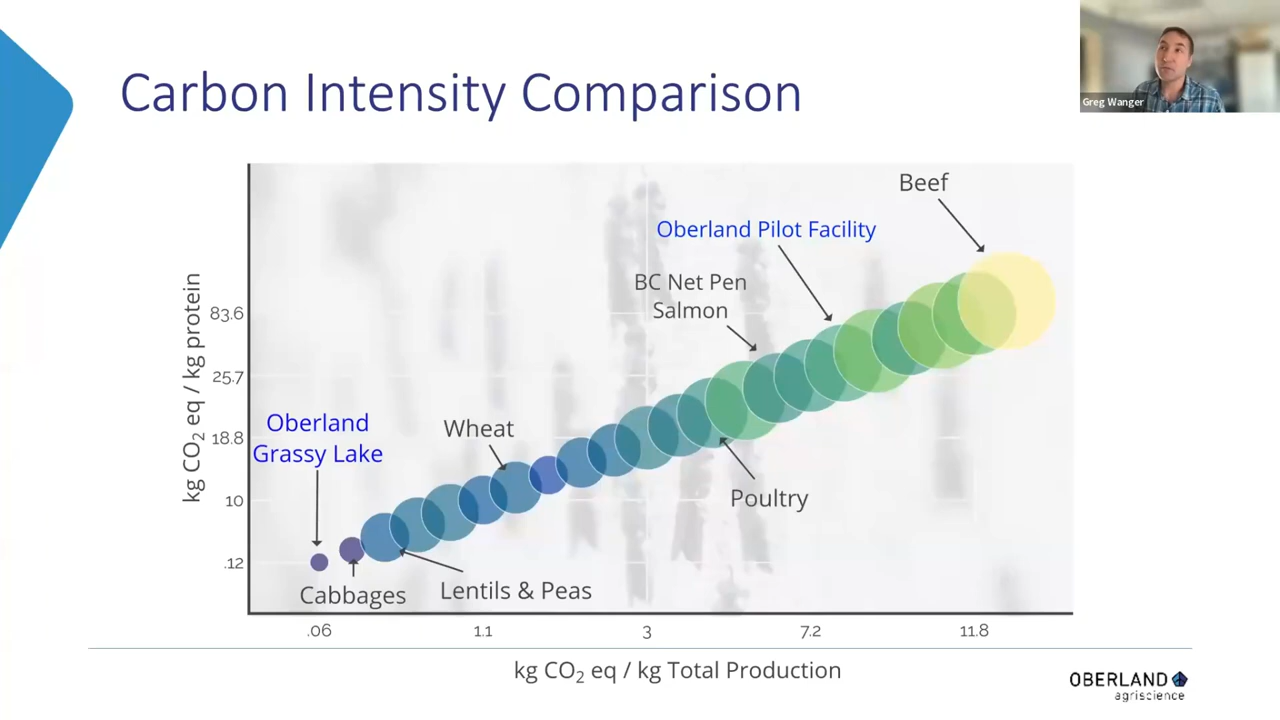 Carbon Intensity Comparison
Greg Wanger
Beef
Oberland Pilot Facility
BC Net Pen
Salmon
kg CO₂ eq / kg protein
83.6
25.7
18.8
10
.12
Oberland
Grassy Lake
Wheat
Poultry
Cabbages
Lentils & Peas
.06
1.1
3
7.2
11.8
kg CO₂ eq / kg Total Production
OBERLAND
agriscience